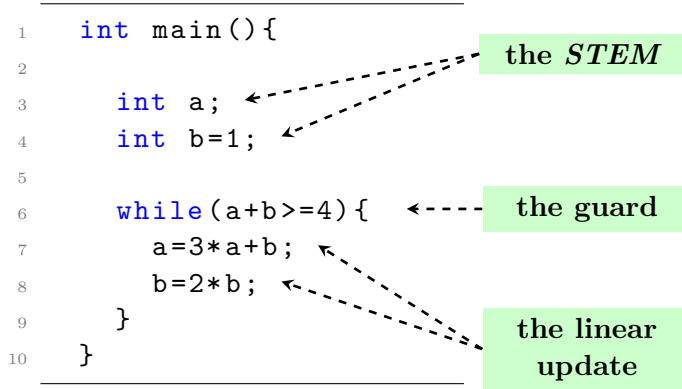 1 int main(){
2
3 int a;
4 int b=1;
5
6 while(a+b>=4){
7 a=3*a+b;
8 b=2*b;
9 }
10 }
the STEM
the guard
the linear
update